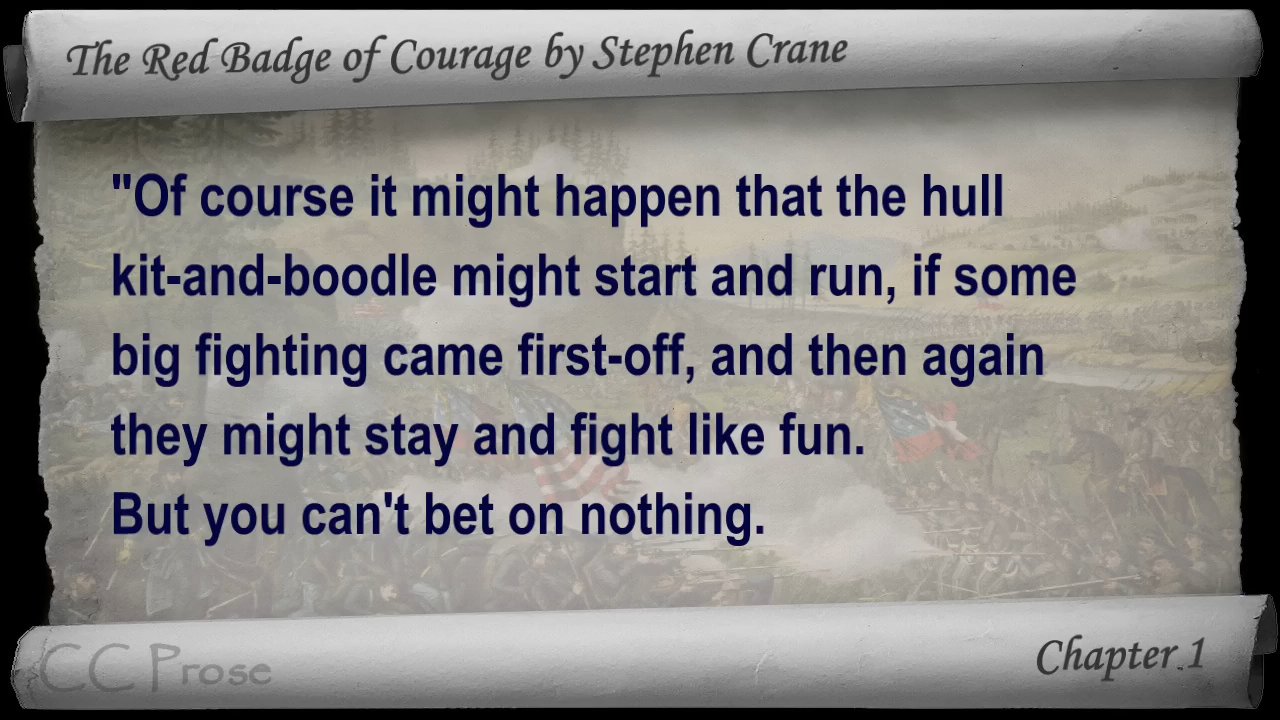 The Red Badge of Courage by Stephen Crane
"Of course it might happen that the hull
kit-and-boodle might start and run, if some
big fighting came first-off, and then again
they might stay and fight like fun.
But you can't bet on nothing.
CC Prose
Chapter 1